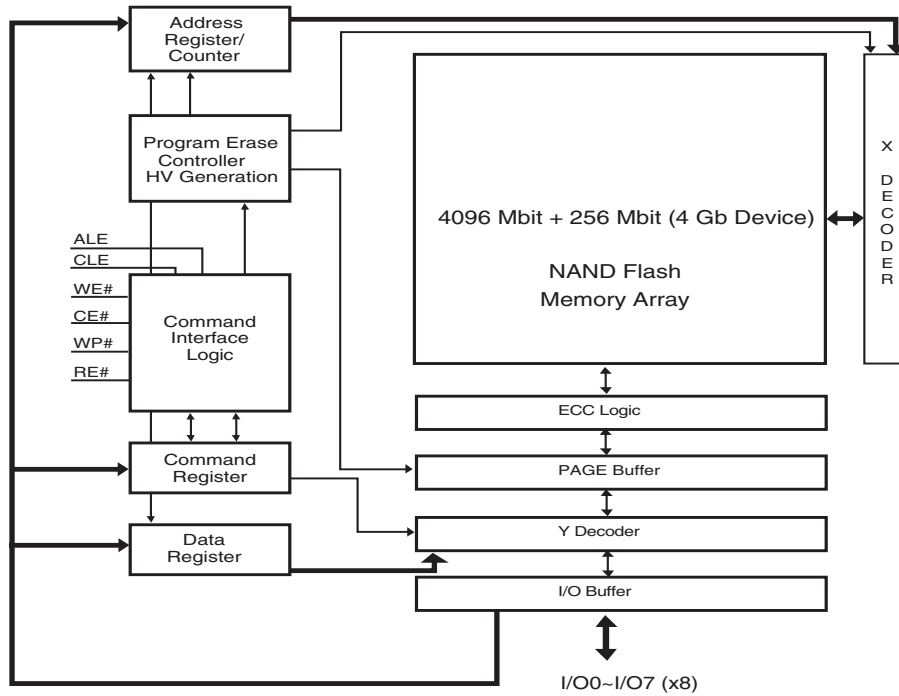 Address
Register/
Counter
Program Erase
Controller
HV Generation
ALE
CLE
WE#
CE#
WP#
RE#
Command
Interface
Logic
Command
Register
Data
Register
4096 Mbit + 256 Mbit (4 Gb Device)
NAND Flash
Memory Array
X
D
E
C
O
D
E
R
ECC Logic
PAGE Buffer
Y Decoder
I/O Buffer
I/O0~I/O7 (x8)